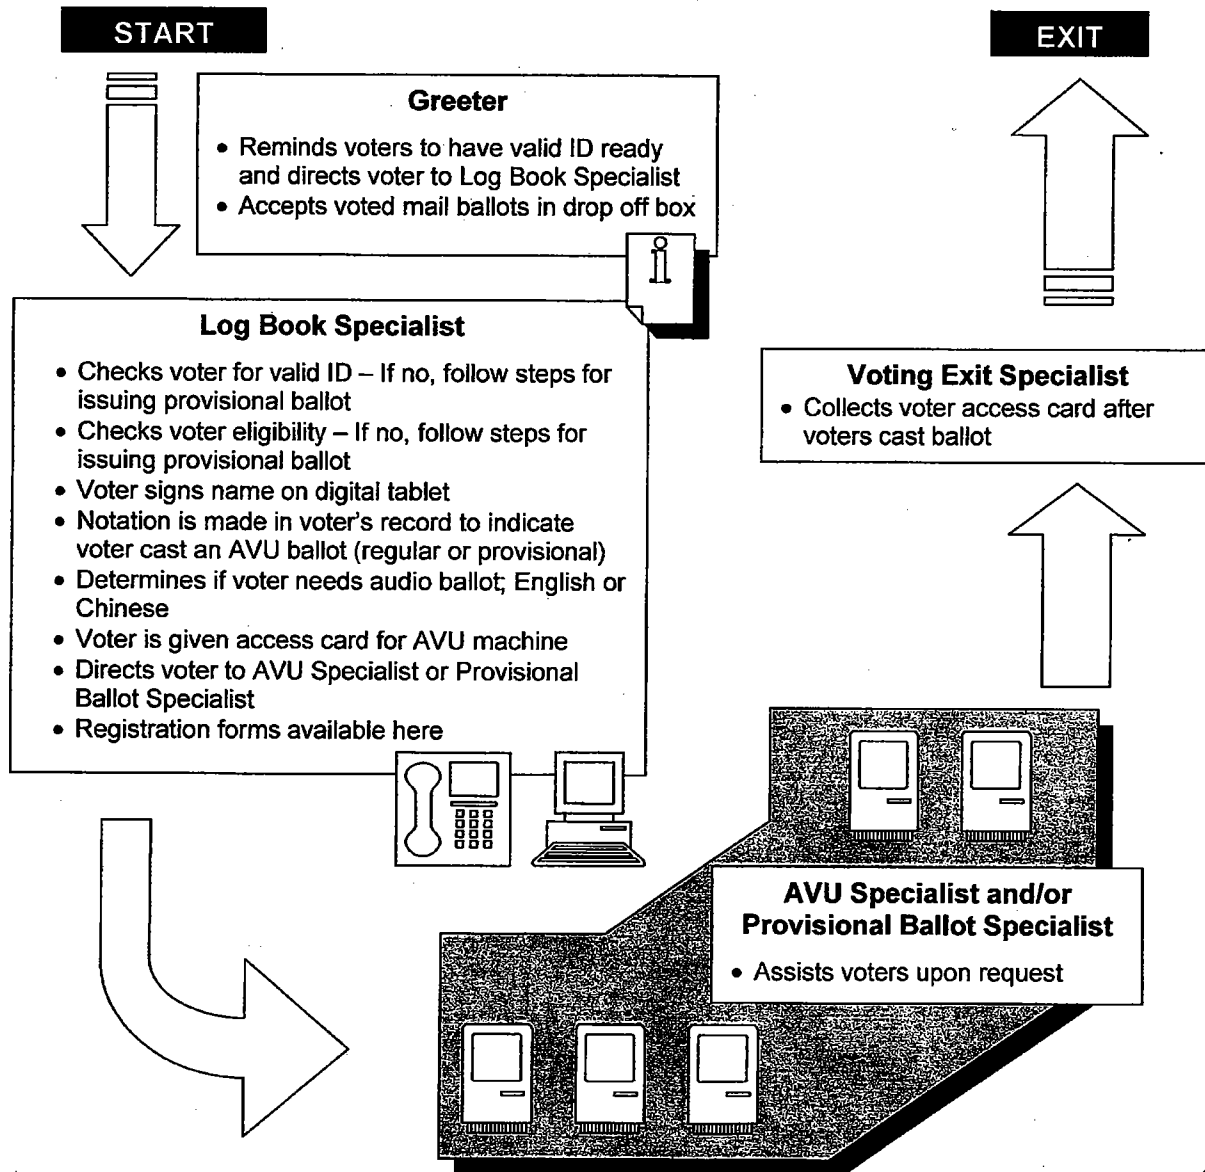 START
EXIT
Greeter
• Reminds voters to have valid ID ready
and directs voter to Log Book Specialist
• Accepts voted mail ballots in drop off box
Log Book Specialist
• Checks voter for valid ID – If no, follow steps for
issuing provisional ballot
• Checks voter eligibility – If no, follow steps for
issuing provisional ballot
• Voter signs name on digital tablet
• Notation is made in voter's record to indicate
voter cast an AVU ballot (regular or provisional)
• Determines if voter needs audio ballot; English or
Chinese
• Voter is given access card for AVU machine
• Directs voter to AVU Specialist or Provisional
Ballot Specialist
• Registration forms available here
Voting Exit Specialist
• Collects voter access card after
voters cast ballot
AVU Specialist and/or
Provisional Ballot Specialist
• Assists voters upon request